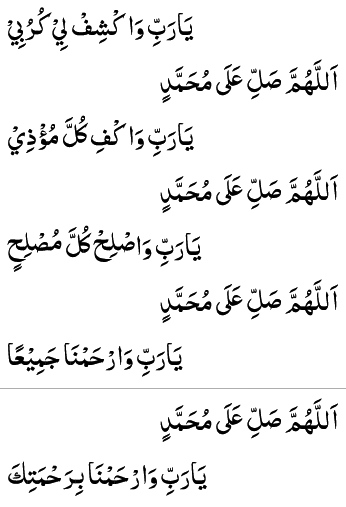 يَارَبِّ وَاكْشِفْ لِيْ كُرُبِيْ
اَللَّهُمَّ صَلِّ عَلَى مُحَمَّدٍ
يَارَبِّ وَاكْفِ كُلَّ مُؤْذِيْ
اَللَّهُمَّ صَلِّ عَلَى مُحَمَّدٍ
يَارَبِّ وَاصْلِحْ كُلَّ مُصْلِحٍ
اَللَّهُمَّ صَلِّ عَلَى مُحَمَّدٍ
يَارَبِّ وَارْحَمْنَا جَمِيْعًا
اَللَّهُمَّ صَلِّ عَلَى مُحَمَّدٍ
يَارَبِّ وَارْحَمْنَا بِرَحْمَتِكَ